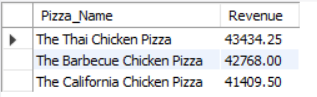 Pizza_Name Revenue
The Thai Chicken Pizza 43434.25
The Barbecue Chicken Pizza 42768.00
The California Chicken Pizza 41409.50